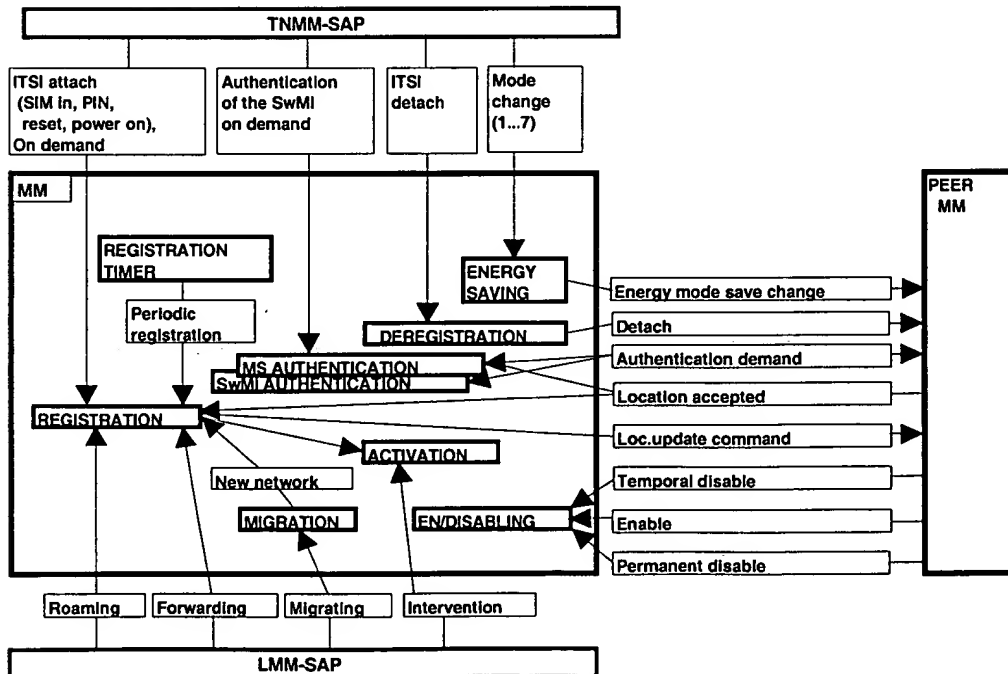 TNMM-SAP
ITSI attach
(SIM in, PIN,
reset, power on),
On demand
Authentication
of the SwMI
on demand
ITSI
detach
Mode
change
(1...7)
MM
PEER
MM
REGISTRATION
TIMER
ENERGY
SAVING
Energy mode save change
Periodic
registration
DEREGISTRATION
Detach
MS AUTHENTICATION
Authentication demand
SwMI AUTHENTICATION
Location accepted
REGISTRATION
Loc.update command
ACTIVATION
New network
Temporal disable
MIGRATION
EN/DISABLING
Enable
Permanent disable
Roaming
Forwarding
Migrating
Intervention
LMM-SAP